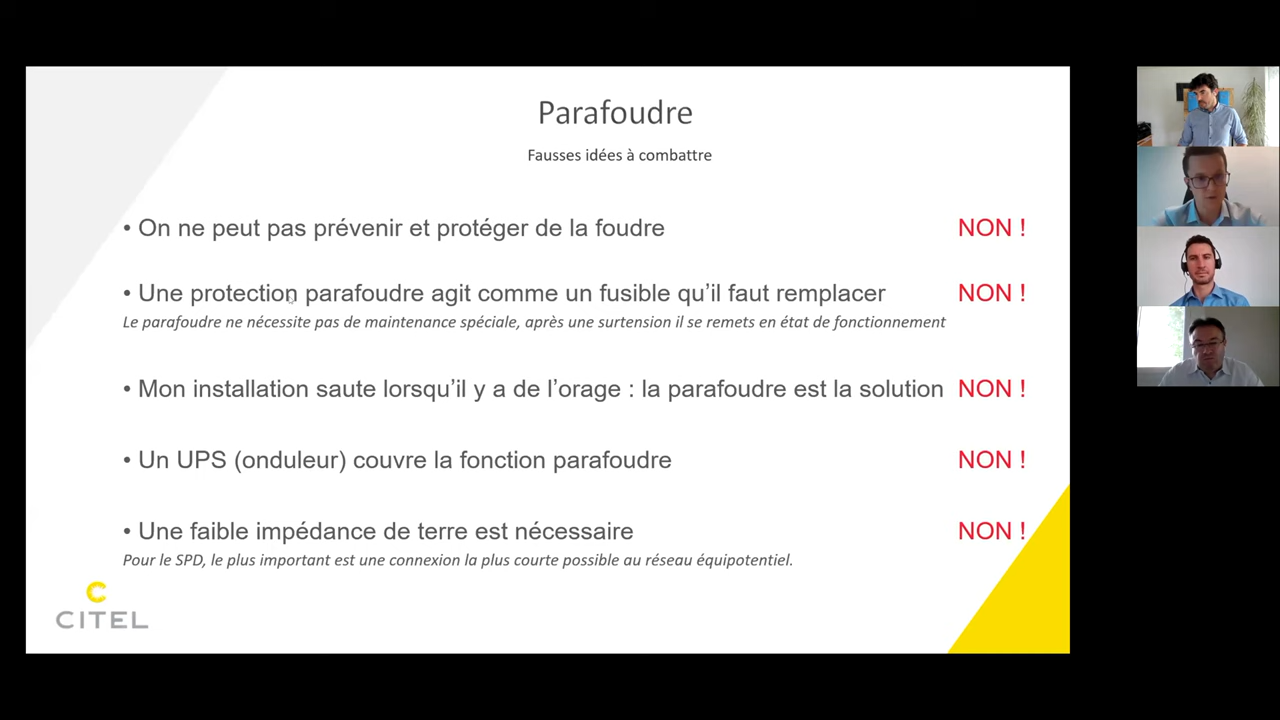 Parafoudre
Fausses idées à combattre
• On ne peut pas prévenir et protéger de la foudre NON !
• Une protection parafoudre agit comme un fusible qu’il faut remplacer NON !
Le parafoudre ne nécessite pas de maintenance spéciale, après une surtension il se remets en état de fonctionnement
• Mon installation saute lorsqu’il y a de l’orage : la parafoudre est la solution NON !
• Un UPS (onduleur) couvre la fonction parafoudre NON !
• Une faible impédance de terre est nécessaire NON !
Pour le SPD, le plus important est une connexion la plus courte possible au réseau équipotentiel.
CITEL